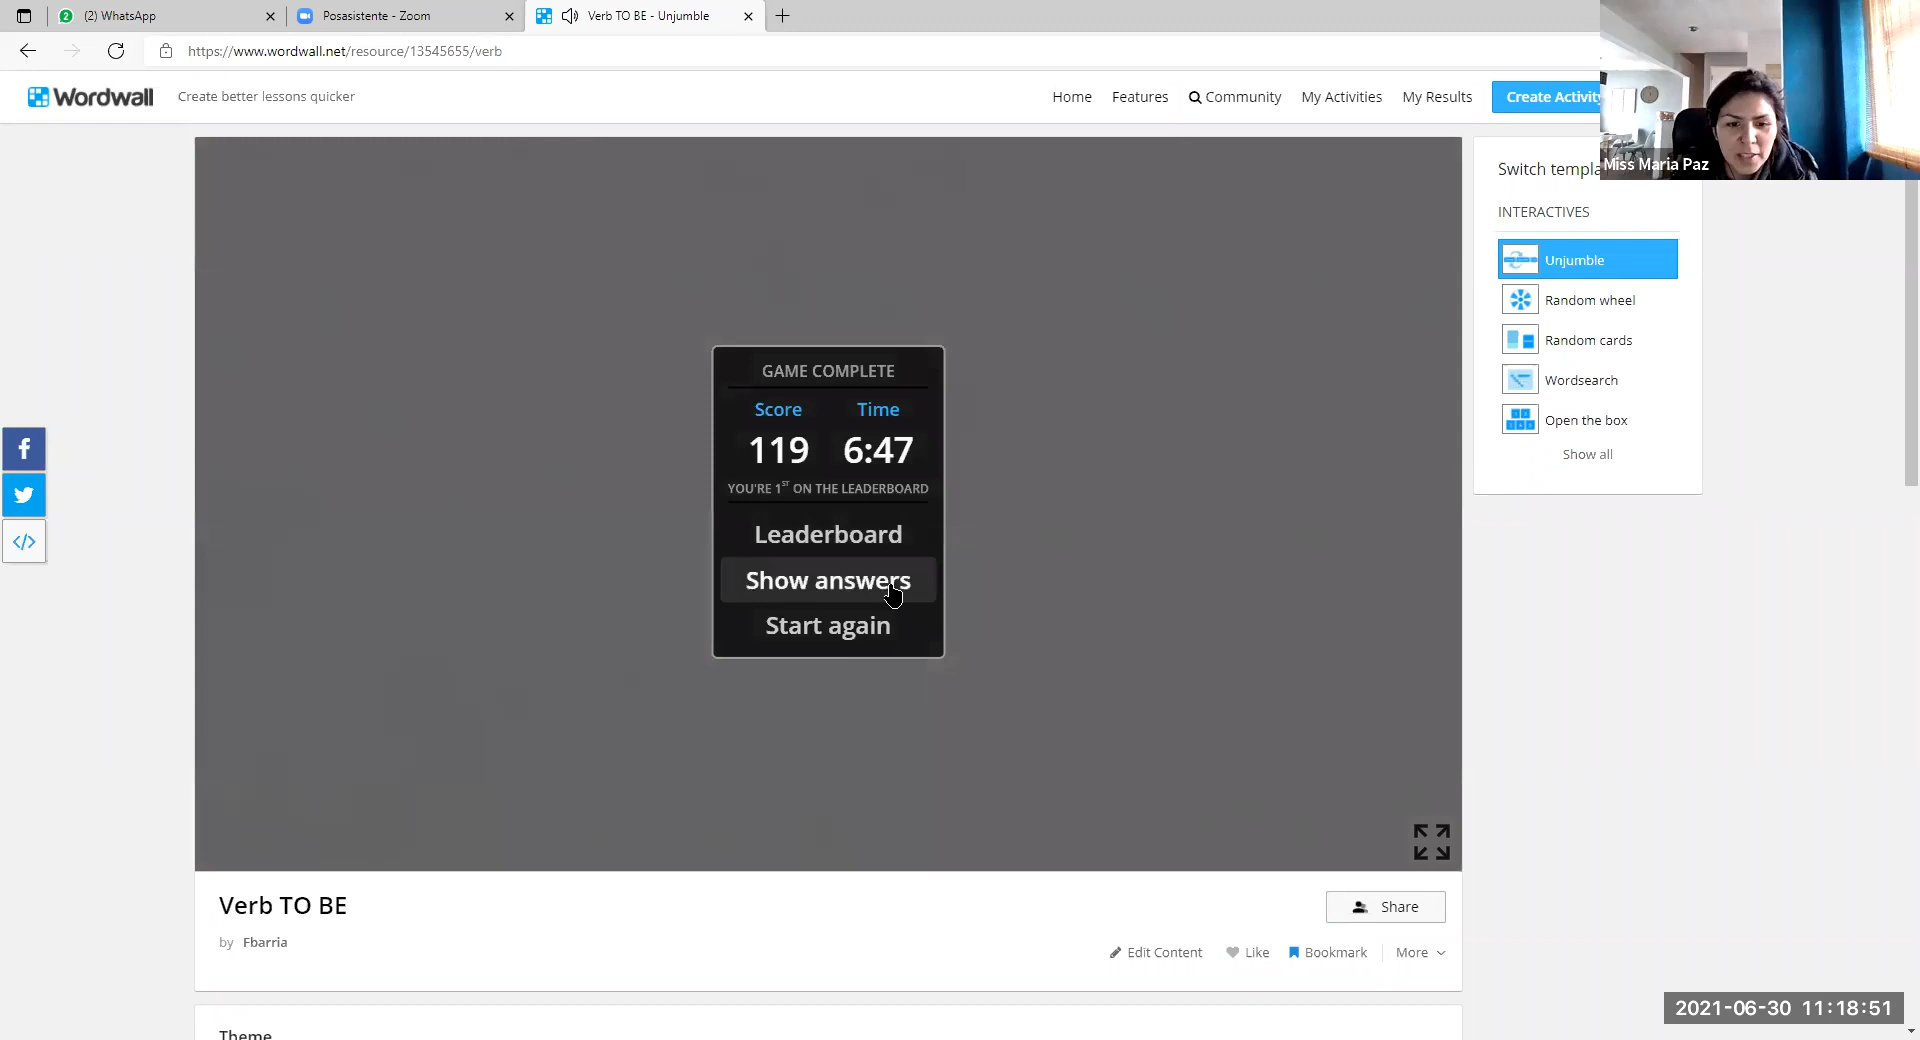 (2) WhatsApp
Posasistente - Zoom
Verb TO BE - Unjumble
https://www.wordwall.net/resource/13545655/verb
Wordwall
Create better lessons quicker
Home
Features
Community
My Activities
My Results
Create Activity
Miss Maria Paz
Switch templa
INTERACTIVES
Unjumble
Random wheel
Random cards
Wordsearch
Open the box
Show all
GAME COMPLETE
Score Time
119 6:47
YOU'RE 1ST ON THE LEADERBOARD
Leaderboard
Show answers
Start again
Verb TO BE
Share
by Fbarria
Edit Content
Like
Bookmark
More
Theme
2021-06-30 11:18:51